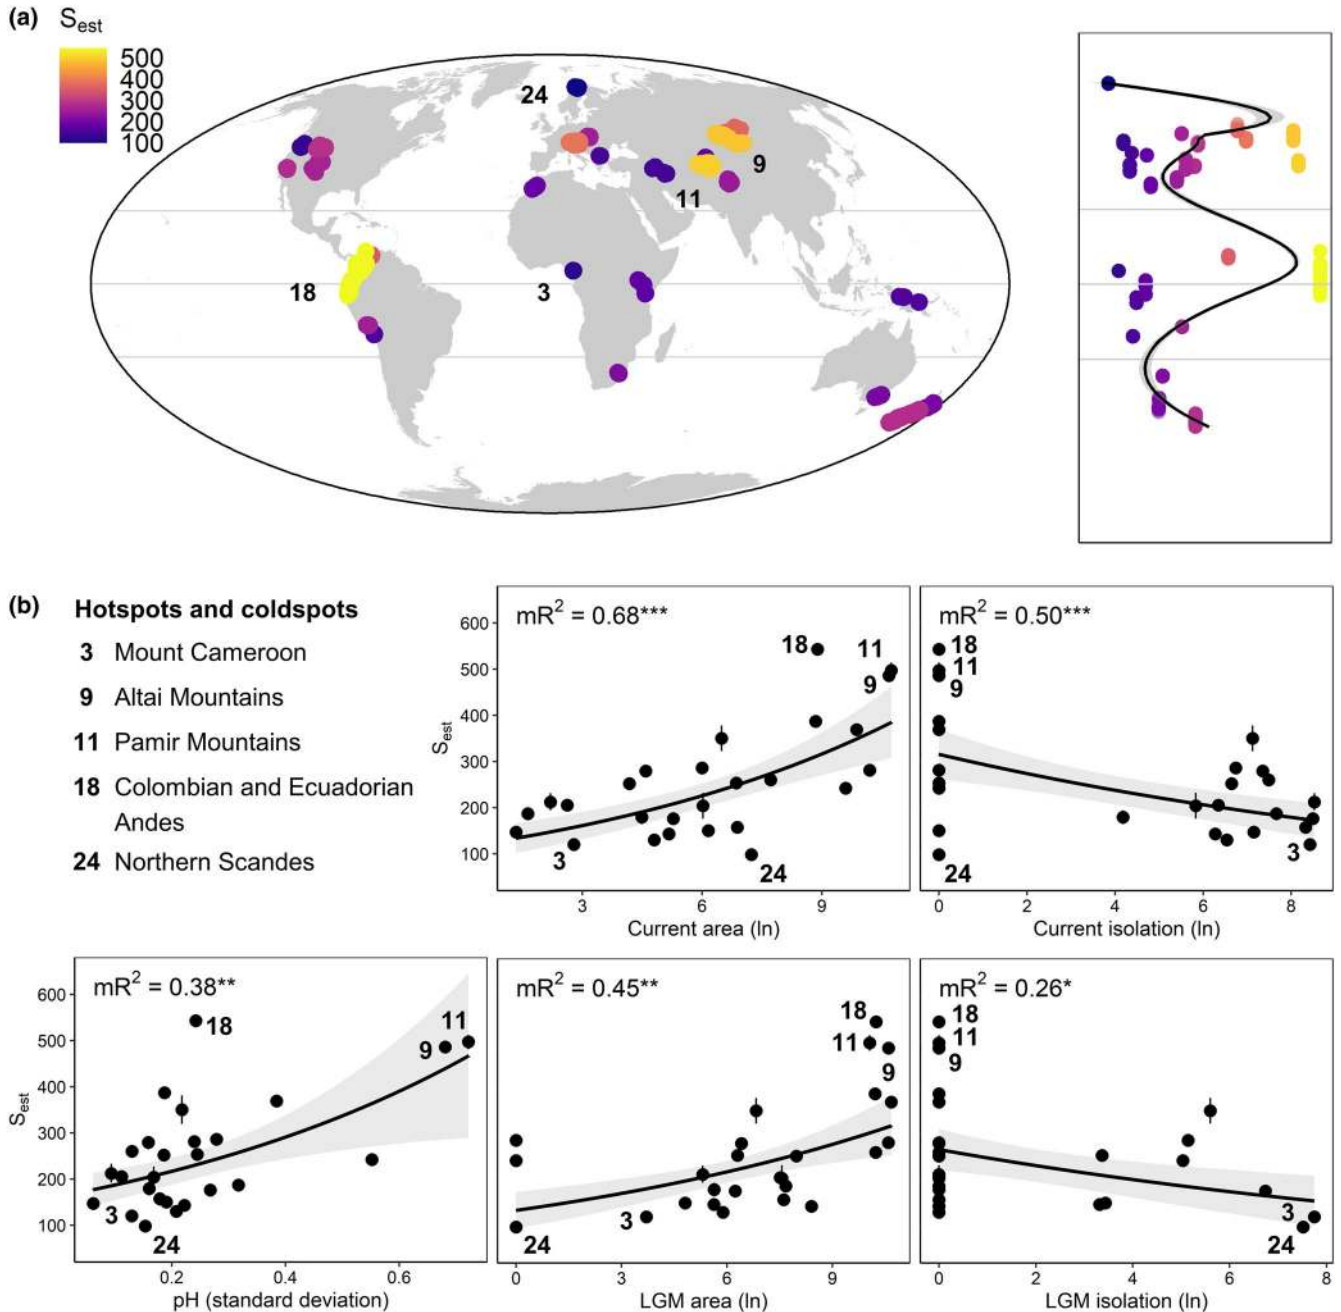 (a) S_est
500
400
300
200
100
24
9
11
18
3
(b) Hotspots and coldspots
3 Mount Cameroon
9 Altai Mountains
11 Pamir Mountains
18 Colombian and Ecuadorian
Andes
24 Northern Scandes
mR² = 0.68***
600
500
400
300
200
100
S_est
18
11
9
3
24
3 6 9
Current area (ln)
mR² = 0.50***
18
11
9
24
3
0 2 4 6 8
Current isolation (ln)
mR² = 0.38**
600
500
400
300
200
100
S_est
18
11
9
3
24
0.2 0.4 0.6
pH (standard deviation)
mR² = 0.45**
18
11
9
3
24
0 3 6 9
LGM area (ln)
mR² = 0.26*
18
11
9
3
24
0 2 4 6 8
LGM isolation (ln)